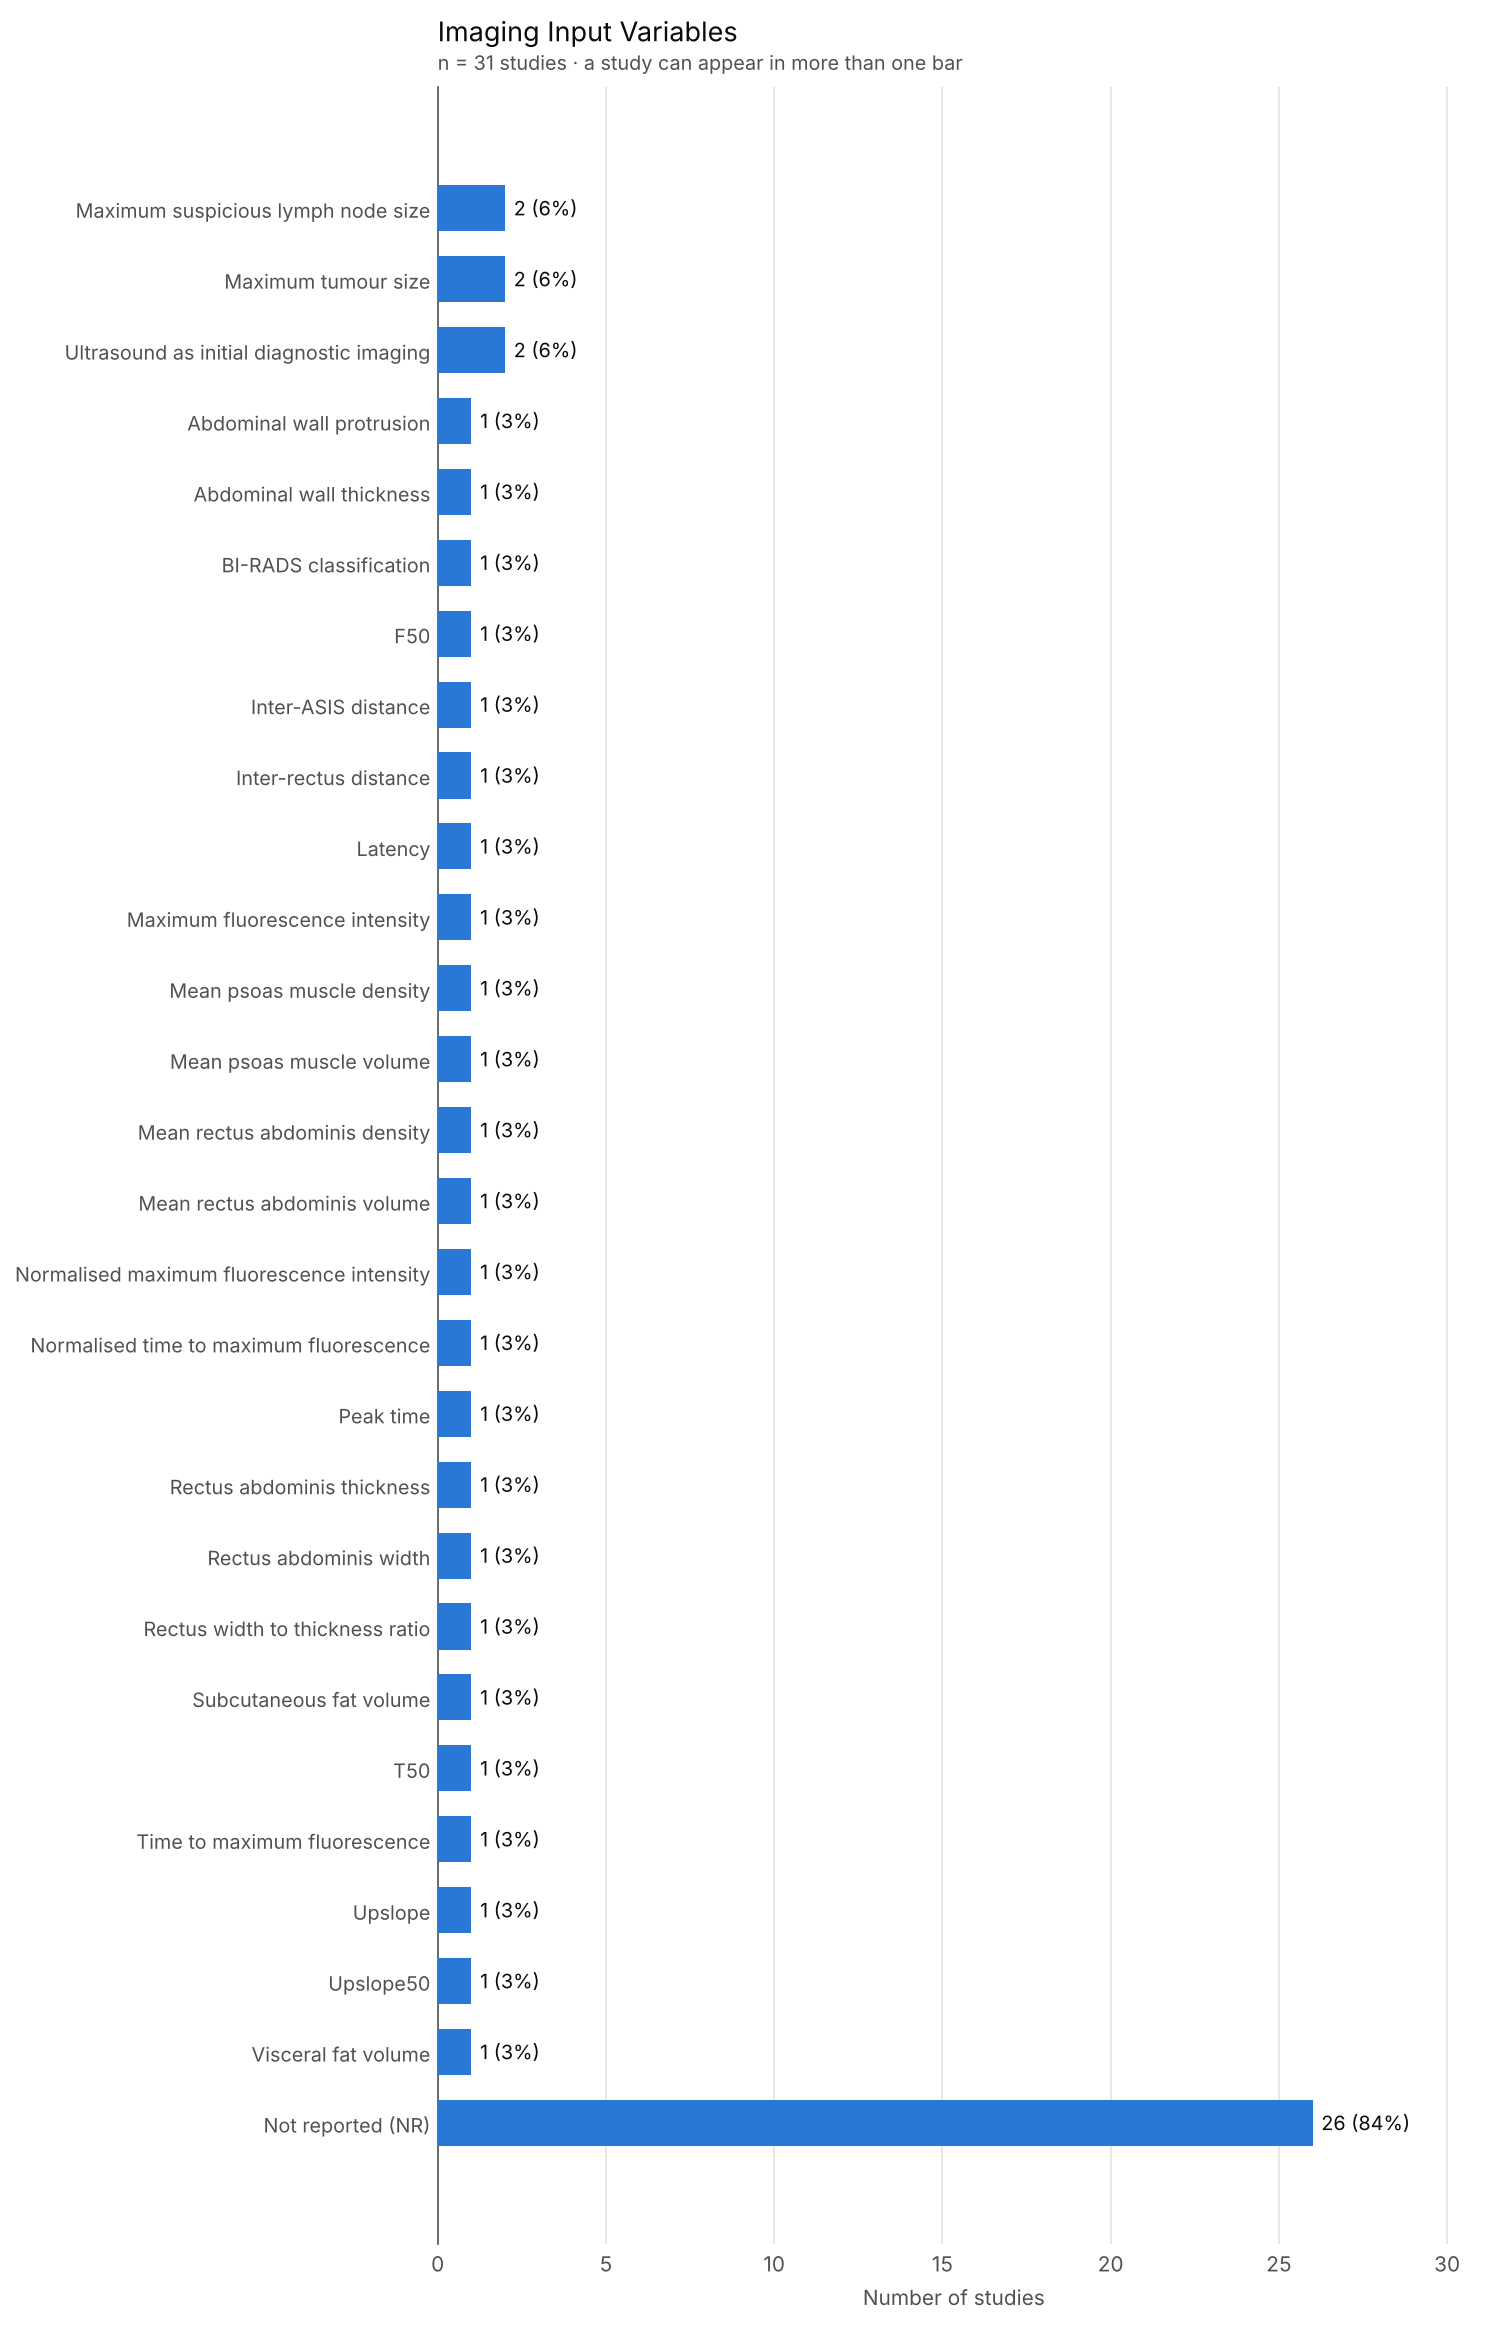 Imaging Input Variables
n = 31 studies · a study can appear in more than one bar
Maximum suspicious lymph node size 2 (6%)
Maximum tumour size 2 (6%)
Ultrasound as initial diagnostic imaging 2 (6%)
Abdominal wall protrusion 1 (3%)
Abdominal wall thickness 1 (3%)
BI-RADS classification 1 (3%)
F50 1 (3%)
Inter-ASIS distance 1 (3%)
Inter-rectus distance 1 (3%)
Latency 1 (3%)
Maximum fluorescence intensity 1 (3%)
Mean psoas muscle density 1 (3%)
Mean psoas muscle volume 1 (3%)
Mean rectus abdominis density 1 (3%)
Mean rectus abdominis volume 1 (3%)
Normalised maximum fluorescence intensity 1 (3%)
Normalised time to maximum fluorescence 1 (3%)
Peak time 1 (3%)
Rectus abdominis thickness 1 (3%)
Rectus abdominis width 1 (3%)
Rectus width to thickness ratio 1 (3%)
Subcutaneous fat volume 1 (3%)
T50 1 (3%)
Time to maximum fluorescence 1 (3%)
Upslope 1 (3%)
Upslope50 1 (3%)
Visceral fat volume 1 (3%)
Not reported (NR) 26 (84%)
0 5 10 15 20 25 30
Number of studies